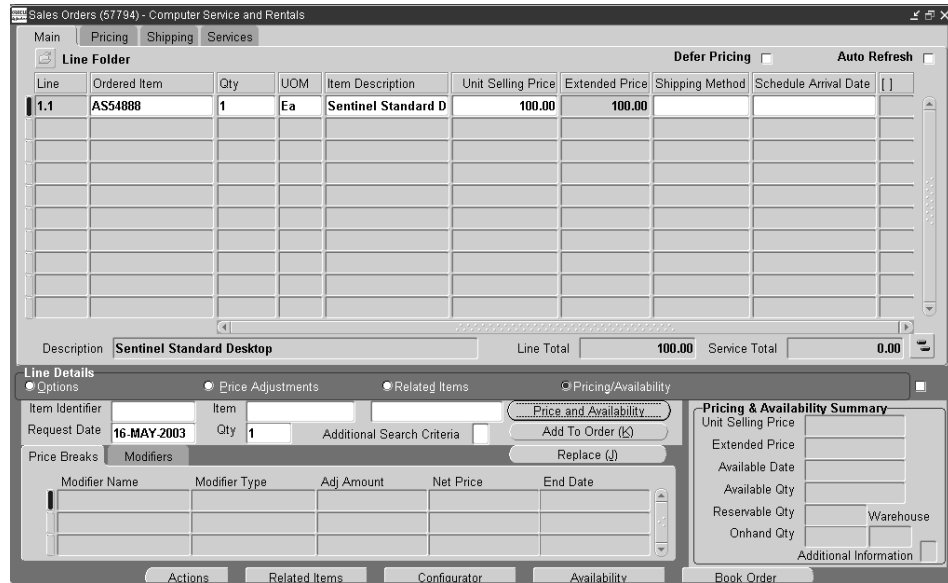 Sales Orders (57794) - Computer Service and Rentals
Main Pricing Shipping Services
Line Folder Defer Pricing Auto Refresh
Line Ordered Item Qty UOM Item Description Unit Selling Price Extended Price Shipping Method Schedule Arrival Date [ ]
1.1 AS54888 1 Ea Sentinel Standard D 100.00 100.00
Description Sentinel Standard Desktop Line Total 100.00 Service Total 0.00
Line Details
Options Price Adjustments Related Items Pricing/Availability
Item Identifier Item Price and Availability
Request Date 16-MAY-2003 Qty 1 Additional Search Criteria Add To Order (K)
Replace (J)
Price Breaks Modifiers
Modifier Name Modifier Type Adj Amount Net Price End Date
Pricing & Availability Summary
Unit Selling Price
Extended Price
Available Date
Available Qty
Reservable Qty Warehouse
Onhand Qty
Additional Information
Actions Related Items Configurator Availability Book Order